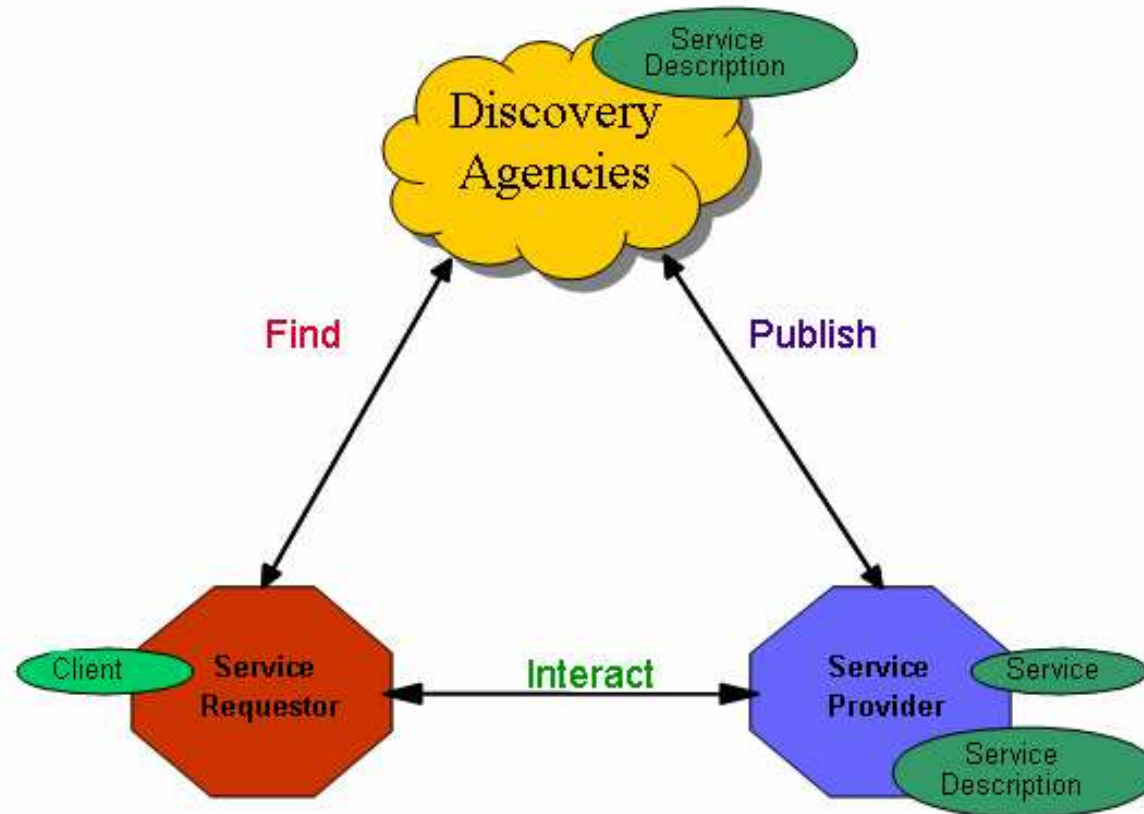 Service
Description
Discovery
Agencies
Find
Publish
Client
Service
Requestor
Interact
Service
Provider
Service
Service
Description